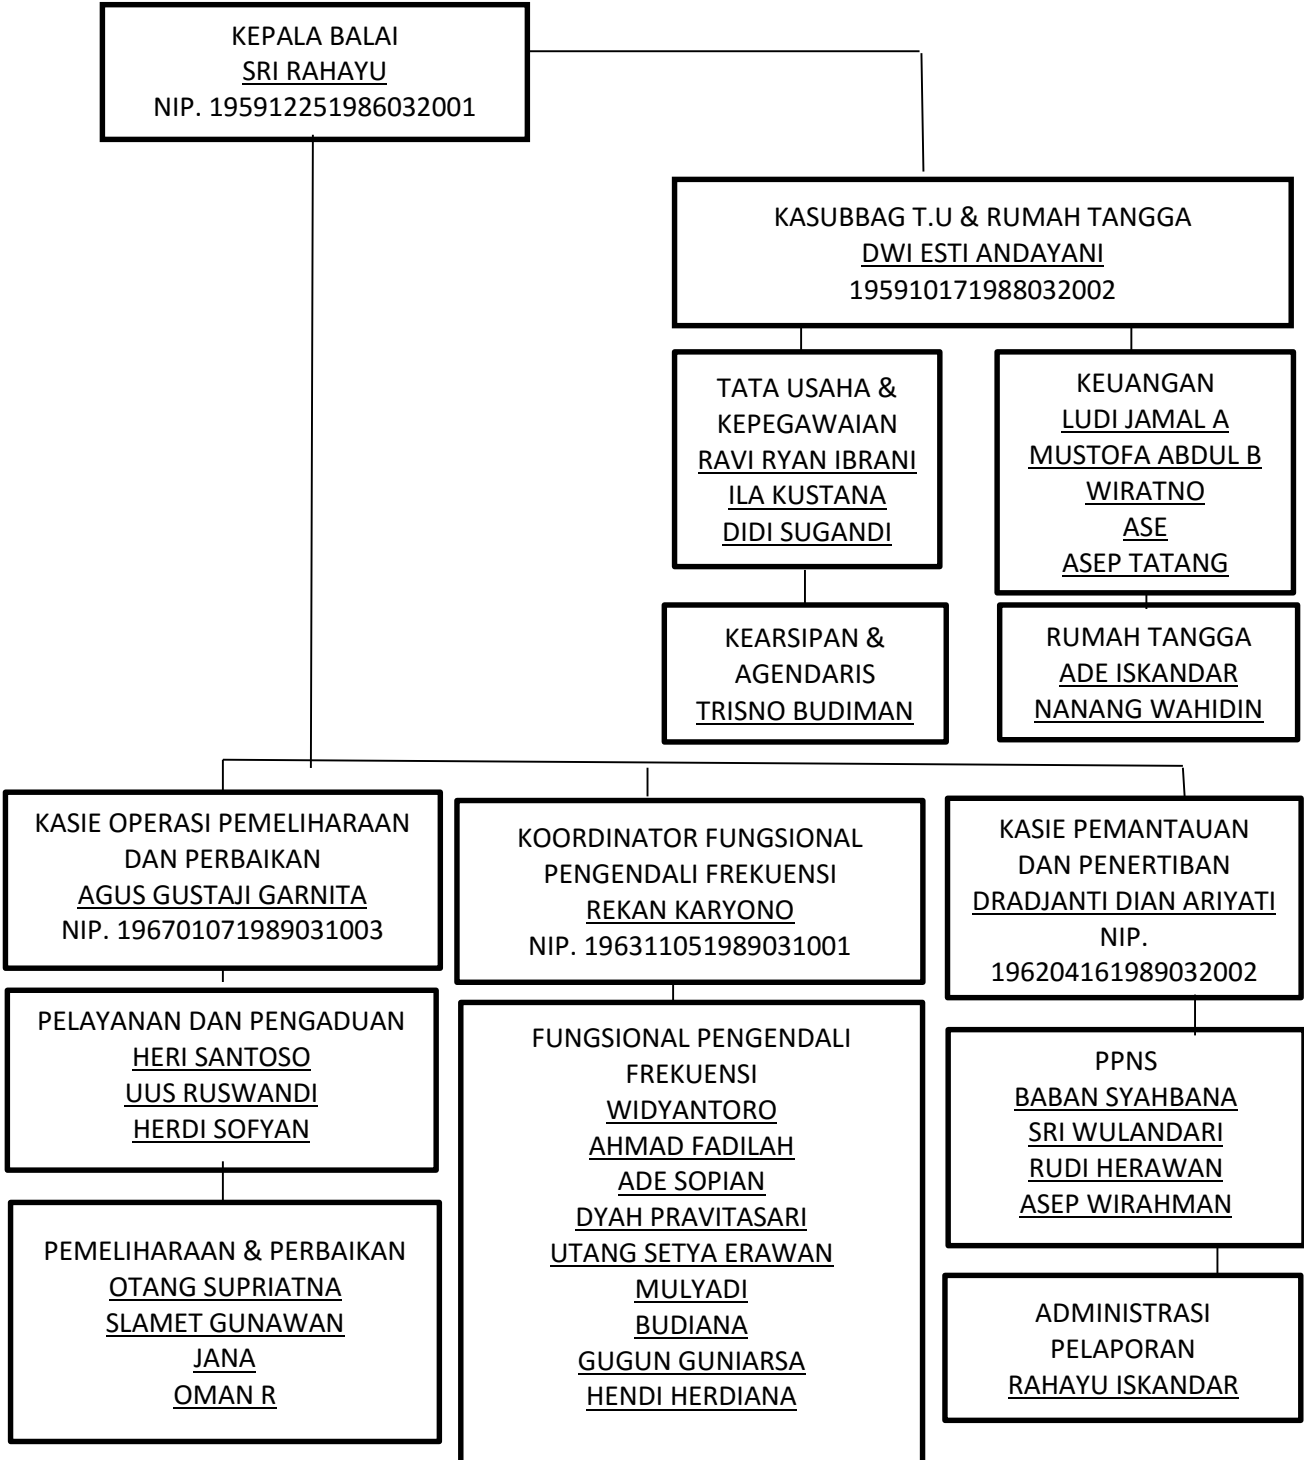 KEPALA BALAI
SRI RAHAYU
NIP. 195912251986032001
KASUBBAG T.U & RUMAH TANGGA
DWI ESTI ANDAYANI
195910171988032002
TATA USAHA &
KEPEGAWAIAN
RAVI RYAN IBRANI
ILA KUSTANA
DIDI SUGANDI
KEUANGAN
LUDI JAMAL A
MUSTOFA ABDUL B
WIRATNO
ASE
ASEP TATANG
KEARSIPAN &
AGENDARIS
TRISNO BUDIMAN
RUMAH TANGGA
ADE ISKANDAR
NANANG WAHIDIN
KASIE OPERASI PEMELIHARAAN
DAN PERBAIKAN
AGUS GUSTAJI GARNITA
NIP. 196701071989031003
KOORDINATOR FUNGSIONAL
PENGENDALI FREKUENSI
REKAN KARYONO
NIP. 196311051989031001
KASIE PEMANTAUAN
DAN PENERTIBAN
DRADJANTI DIAN ARIYATI
NIP.
196204161989032002
PELAYANAN DAN PENGADUAN
HERI SANTOSO
UUS RUSWANDI
HERDI SOFYAN
FUNGSIONAL PENGENDALI
FREKUENSI
WIDYANTORO
AHMAD FADILAH
ADE SOPIAN
DYAH PRAVITASARI
UTANG SETYA ERAWAN
MULYADI
BUDIANA
GUGUN GUNIARSA
HENDI HERDIANA
PPNS
BABAN SYAHBANA
SRI WULANDARI
RUDI HERAWAN
ASEP WIRAHMAN
PEMELIHARAAN & PERBAIKAN
OTANG SUPRIATNA
SLAMET GUNAWAN
JANA
OMAN R
ADMINISTRASI
PELAPORAN
RAHAYU ISKANDAR